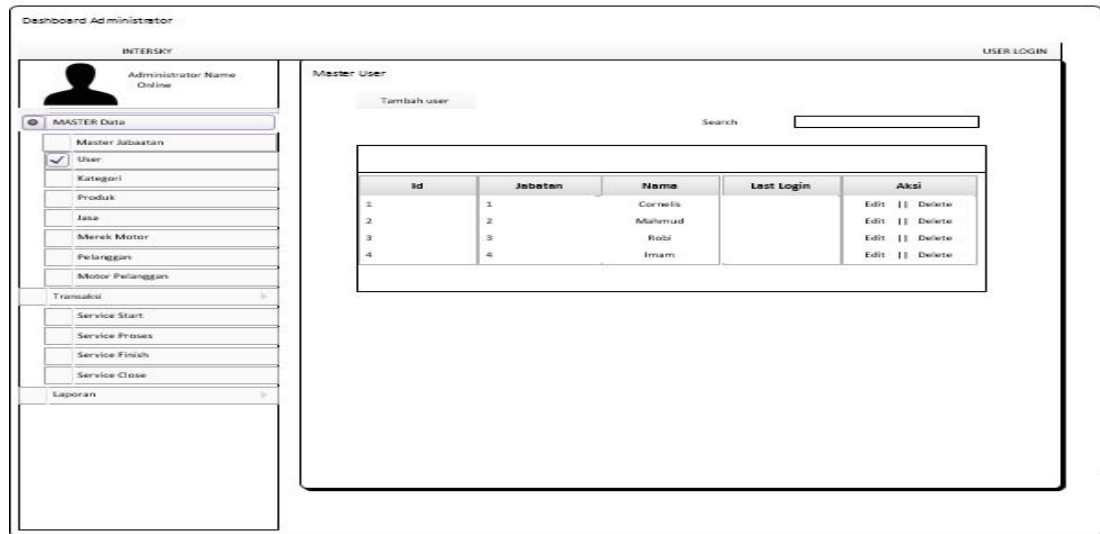 Dashboard Administrator
INTERSKY USER LOGIN
Administrator Name
Online
MASTER Data
Master Jabaatan
User
Kategori
Produk
Jasa
Merek Motor
Pelanggan
Motor Pelanggan
Transaksi
Service Start
Service Proses
Service Finish
Service Close
Laporan
Master User
Tambah user
Search
Id Jabatan Nama Last Login Aksi
1 1 Cornelis Edit || Delete
2 2 Mahmud Edit || Delete
3 3 Robi Edit || Delete
4 4 Imam Edit || Delete